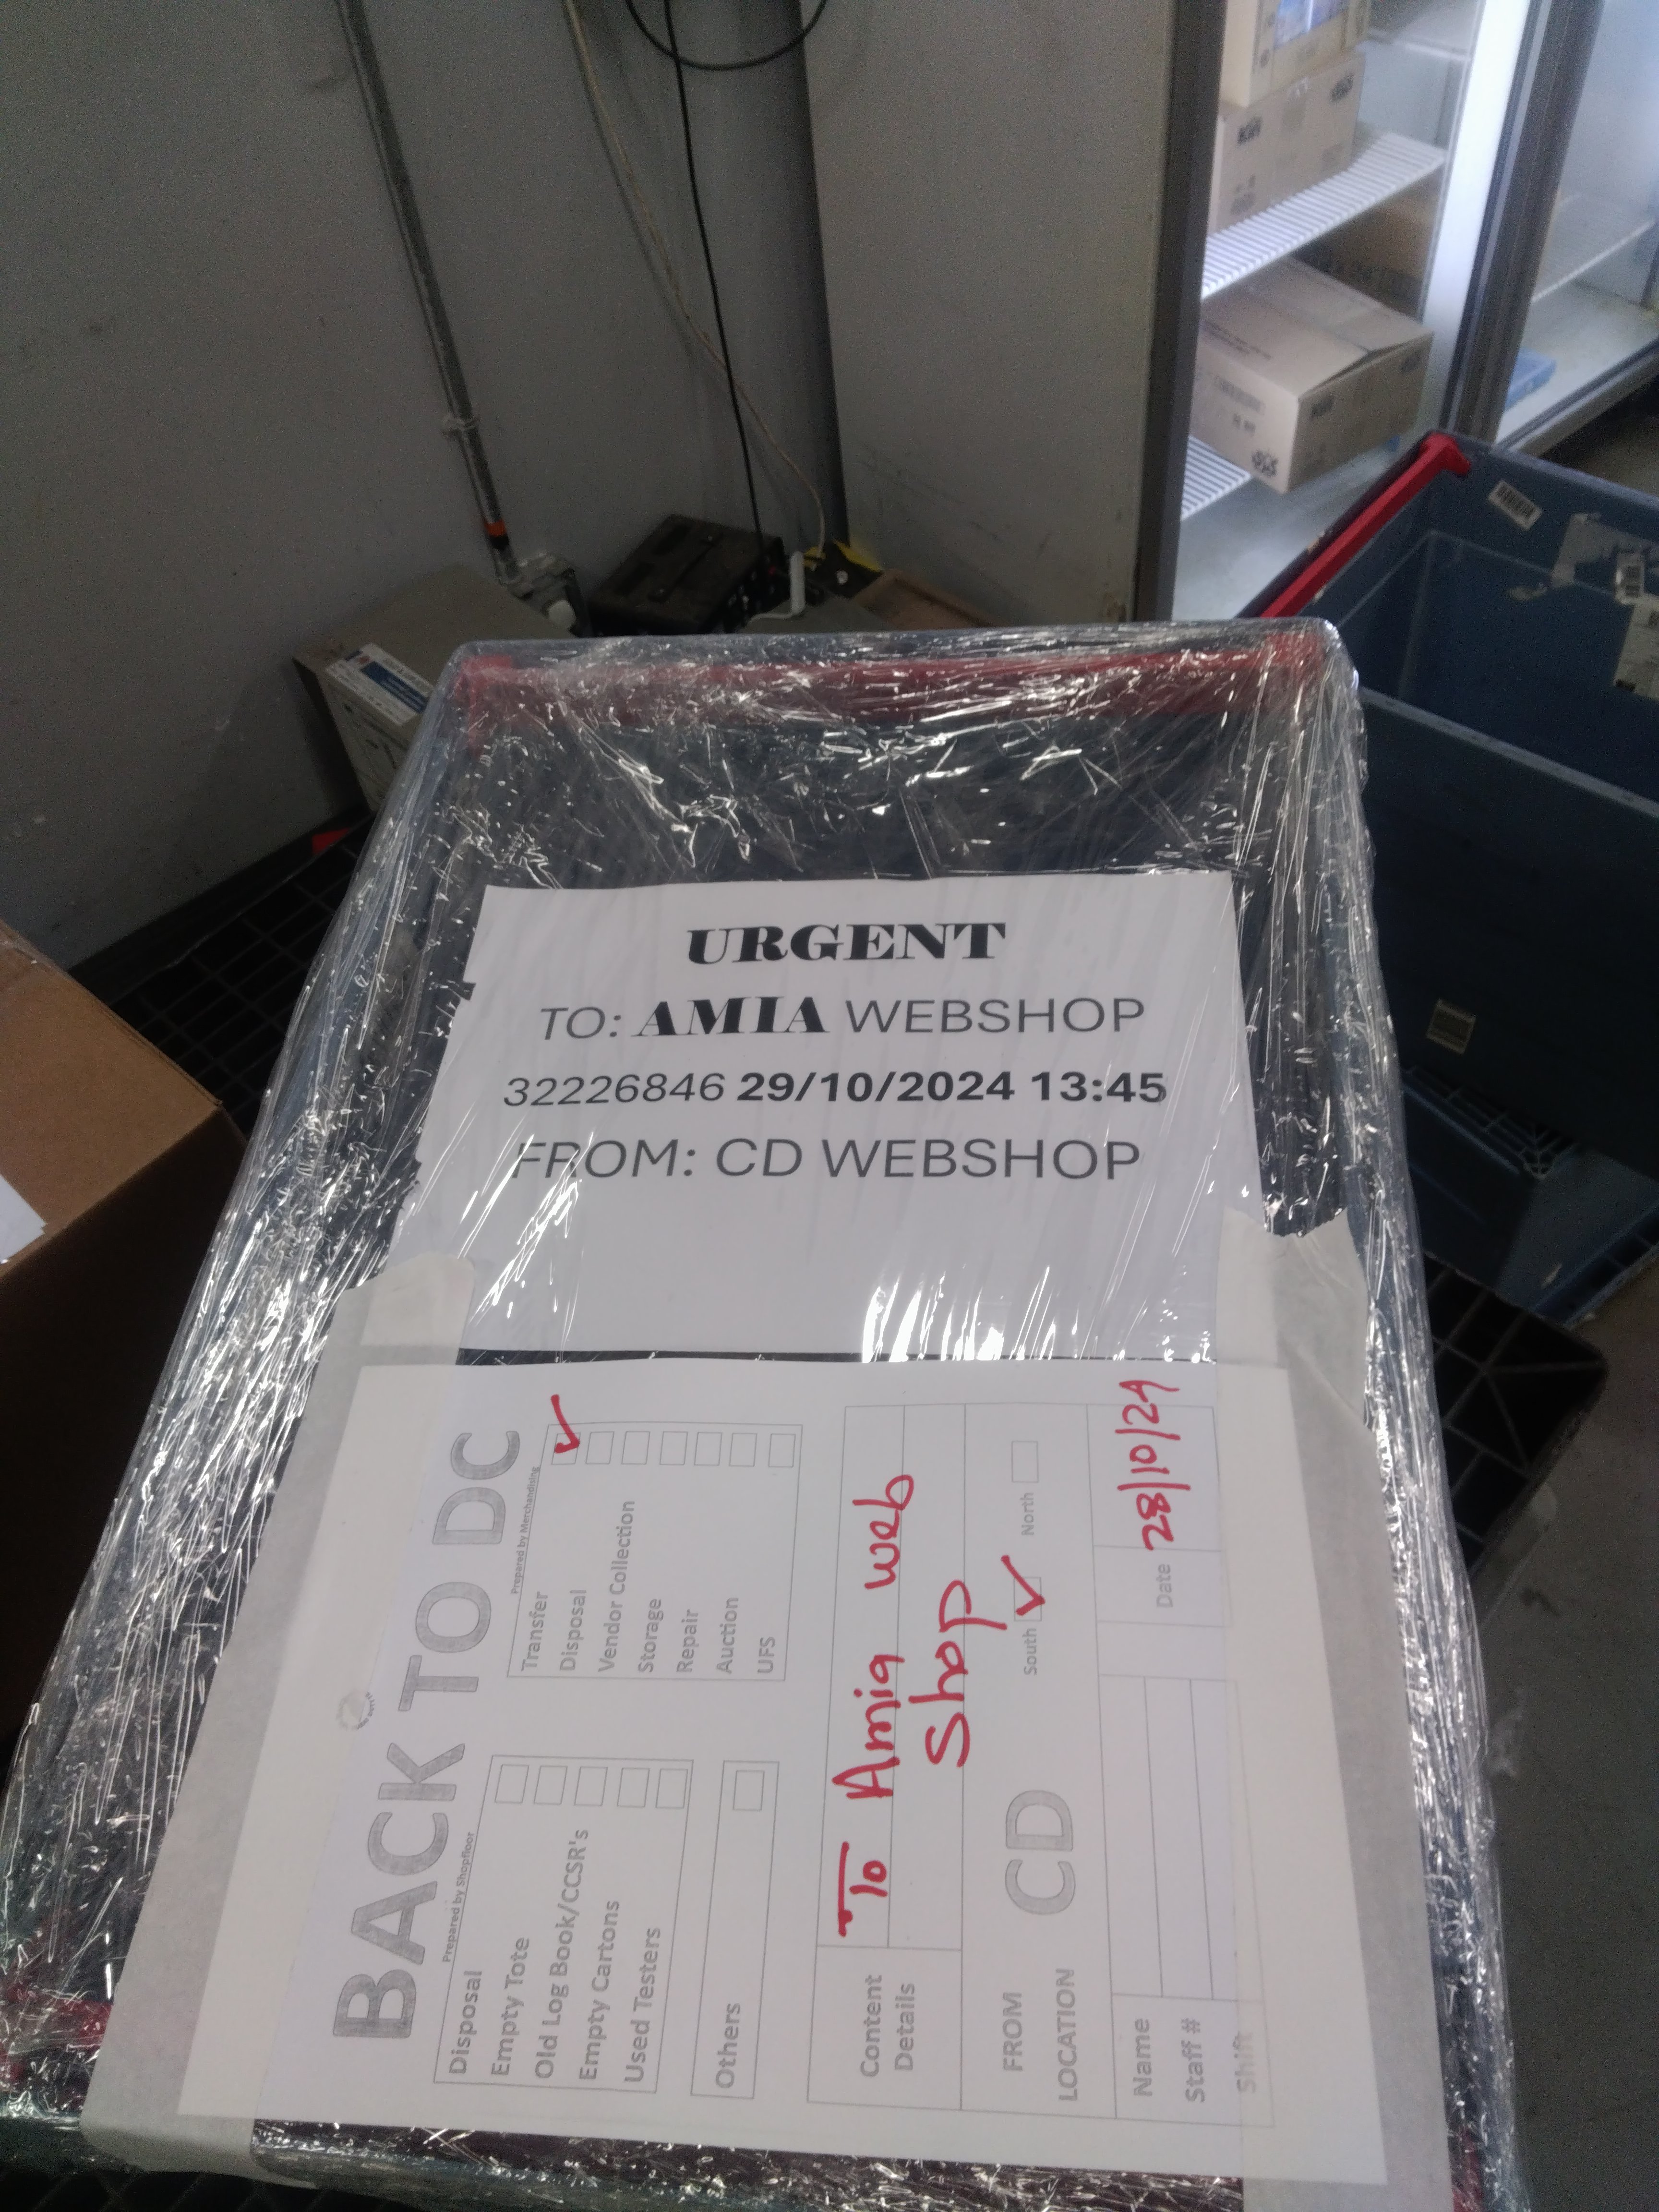 URGENT
TO: AMIA WEBSHOP
32226846 29/10/2024 13:45
FROM: CD WEBSHOP
BACK TO DC
Prepared by Shopfloor
Disposal
Empty Tote
Old Log Book/CCSR's
Empty Cartons
Used Testers
Others
Prepared by Merchandising
Transfer
Disposal
Vendor Collection
Storage
Repair
Auction
UFS
Content
Details
To Amia web
Shop
FROM
LOCATION
CD
South
North
Name
Staff #
Shift
Date
28/10/24
Kiri
Kiri